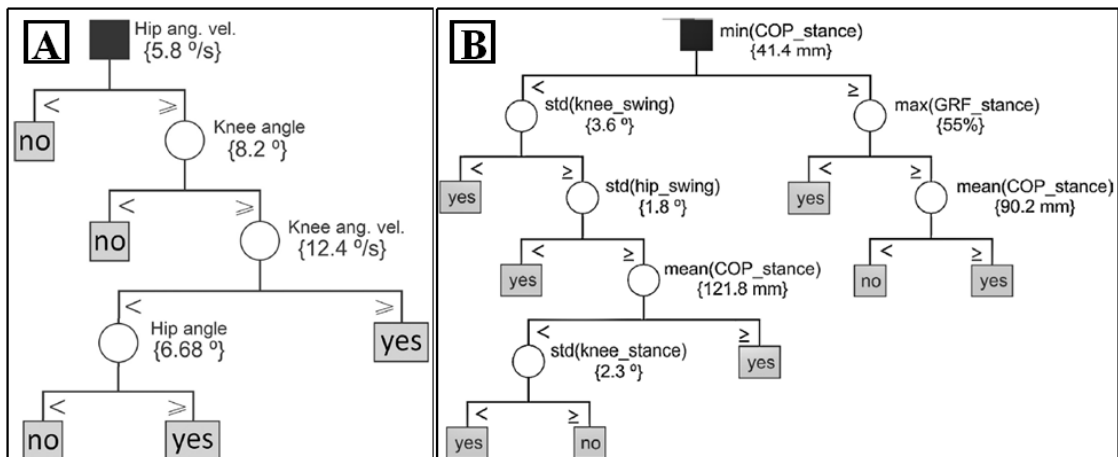 A
Hip ang. vel.
{5.8 º/s}
< ≥
no
Knee angle
{8.2 º}
< ≥
no
Knee ang. vel.
{12.4 º/s}
< ≥
Hip angle
{6.68 º}
yes
< ≥
no yes
B
min(COP_stance)
{41.4 mm}
< ≥
std(knee_swing)
{3.6 º}
max(GRF_stance)
{55%}
< ≥ < ≥
yes
std(hip_swing)
{1.8 º}
yes
mean(COP_stance)
{90.2 mm}
< ≥ < ≥
yes
mean(COP_stance)
{121.8 mm}
no yes
< ≥
std(knee_stance)
{2.3 º}
yes
< ≥
yes no